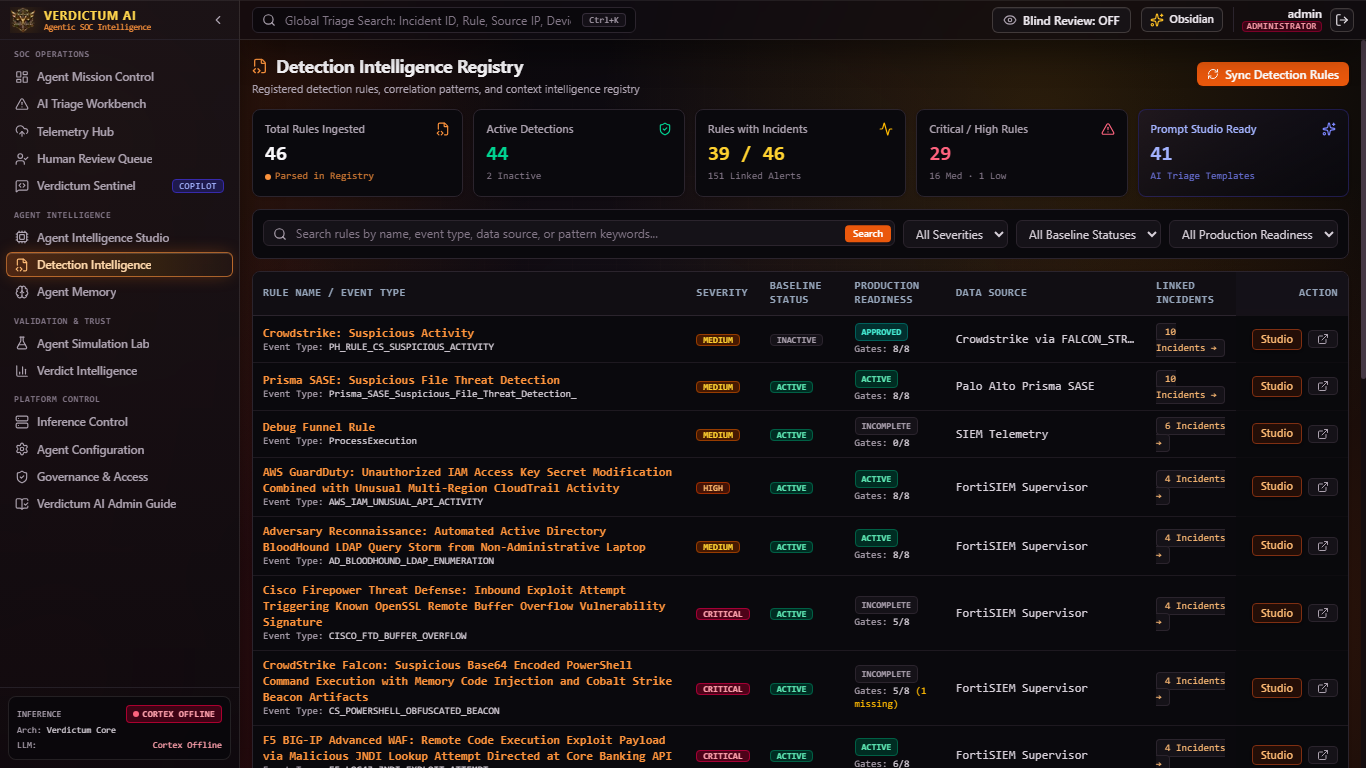 VERDICTUM AI
Agentic SOC Intelligence
Global Triage Search: Incident ID, Rule, Source IP, Devic
Ctrl+K
Blind Review: OFF
Obsidian
admin
ADMINISTRATOR
SOC OPERATIONS
Agent Mission Control
AI Triage Workbench
Telemetry Hub
Human Review Queue
Verdictum Sentinel
COPILOT
AGENT INTELLIGENCE
Agent Intelligence Studio
Detection Intelligence
Agent Memory
VALIDATION & TRUST
Agent Simulation Lab
Verdict Intelligence
PLATFORM CONTROL
Inference Control
Agent Configuration
Governance & Access
Verdictum AI Admin Guide
INFERENCE
CORTEX OFFLINE
Arch: Verdictum Core
LLM:
Cortex Offline
Detection Intelligence Registry
Registered detection rules, correlation patterns, and context intelligence registry
Sync Detection Rules
Total Rules Ingested
46
Parsed in Registry
Active Detections
44
2 Inactive
Rules with Incidents
39 / 46
151 Linked Alerts
Critical / High Rules
29
16 Med · 1 Low
Prompt Studio Ready
41
AI Triage Templates
Search rules by name, event type, data source, or pattern keywords...
Search
All Severities
All Baseline Statuses
All Production Readiness
RULE NAME / EVENT TYPE
SEVERITY
BASELINE
STATUS
PRODUCTION
READINESS
DATA SOURCE
LINKED
INCIDENTS
ACTION
Crowdstrike: Suspicious Activity
Event Type: PH_RULE_CS_SUSPICIOUS_ACTIVITY
MEDIUM
INACTIVE
APPROVED
Gates: 8/8
Crowdstrike via FALCON_STR…
10
Incidents →
Studio
Prisma SASE: Suspicious File Threat Detection
Event Type: Prisma_SASE_Suspicious_File_Threat_Detection_
MEDIUM
ACTIVE
ACTIVE
Gates: 8/8
Palo Alto Prisma SASE
10
Incidents →
Studio
Debug Funnel Rule
Event Type: ProcessExecution
MEDIUM
ACTIVE
INCOMPLETE
Gates: 0/8
SIEM Telemetry
6 Incidents
→
Studio
AWS GuardDuty: Unauthorized IAM Access Key Secret Modification
Combined with Unusual Multi-Region CloudTrail Activity
Event Type: AWS_IAM_UNUSUAL_API_ACTIVITY
HIGH
ACTIVE
ACTIVE
Gates: 8/8
FortiSIEM Supervisor
4 Incidents
→
Studio
Adversary Reconnaissance: Automated Active Directory
BloodHound LDAP Query Storm from Non-Administrative Laptop
Event Type: AD_BLOODHOUND_LDAP_ENUMERATION
MEDIUM
ACTIVE
ACTIVE
Gates: 8/8
FortiSIEM Supervisor
4 Incidents
→
Studio
Cisco Firepower Threat Defense: Inbound Exploit Attempt
Triggering Known OpenSSL Remote Buffer Overflow Vulnerability
Signature
Event Type: CISCO_FTD_BUFFER_OVERFLOW
CRITICAL
ACTIVE
INCOMPLETE
Gates: 5/8
FortiSIEM Supervisor
4 Incidents
→
Studio
CrowdStrike Falcon: Suspicious Base64 Encoded PowerShell
Command Execution with Memory Code Injection and Cobalt Strike
Beacon Artifacts
Event Type: CS_POWERSHELL_OBFUSCATED_BEACON
CRITICAL
ACTIVE
INCOMPLETE
Gates: 5/8 (1
missing)
FortiSIEM Supervisor
4 Incidents
→
Studio
F5 BIG-IP Advanced WAF: Remote Code Execution Exploit Payload
via Malicious JNDI Lookup Attempt Directed at Core Banking API
CRITICAL
ACTIVE
ACTIVE
Gates: 6/8
FortiSIEM Supervisor
4 Incidents
→
Studio